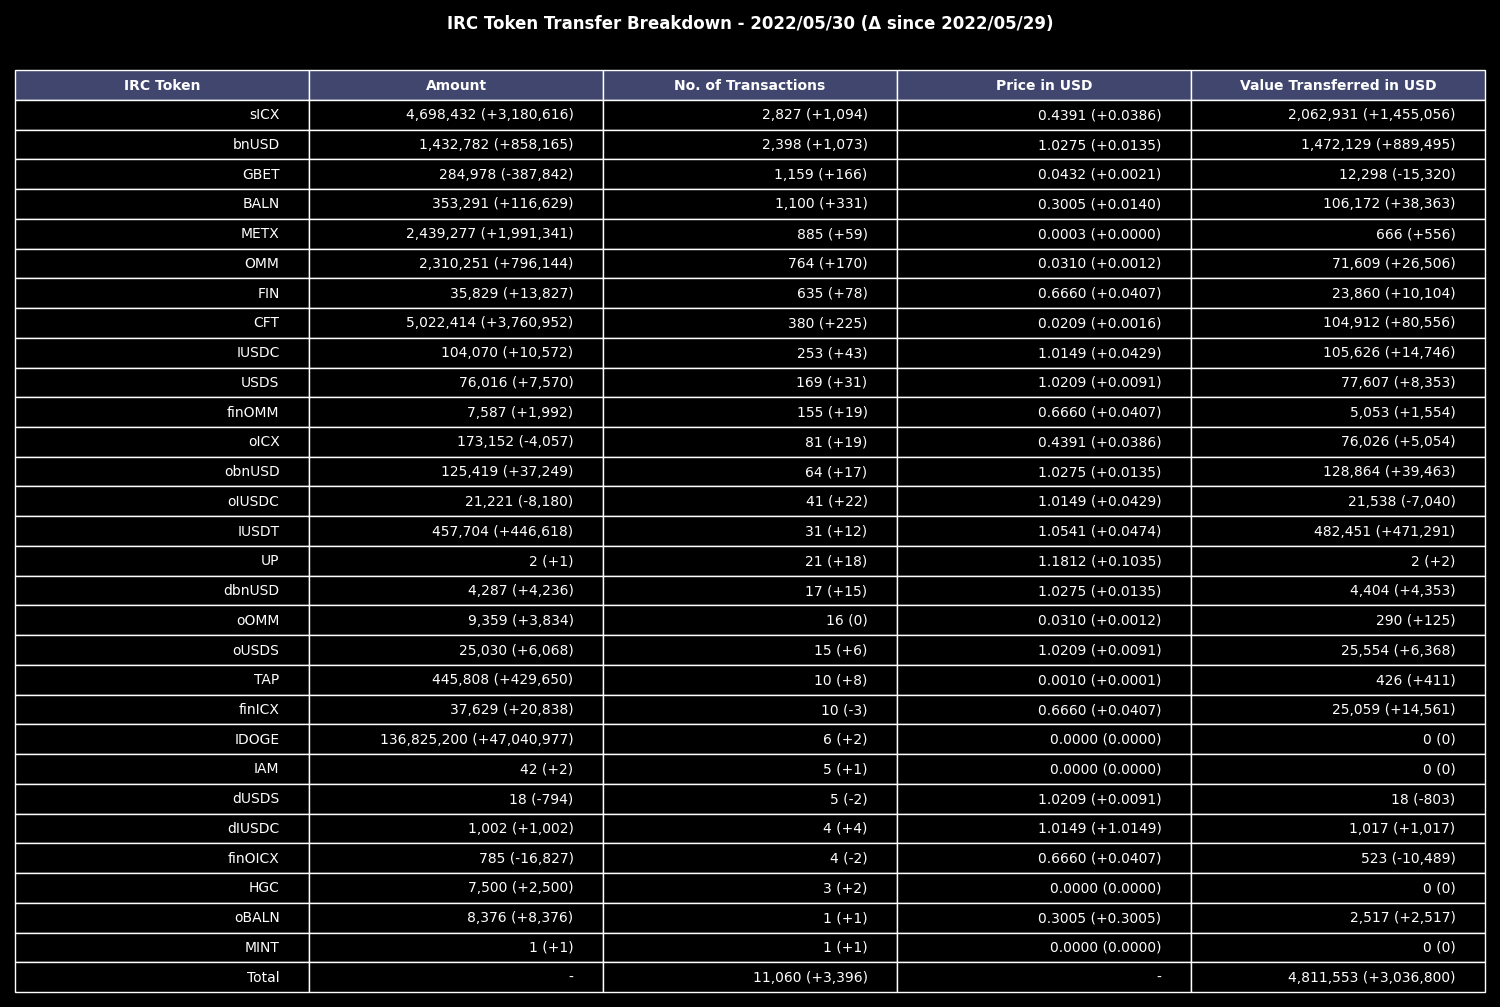 IRC Token Transfer Breakdown - 2022/05/30 (Δ since 2022/05/29)
IRC Token Amount No. of Transactions Price in USD Value Transferred in USD
sICX 4,698,432 (+3,180,616) 2,827 (+1,094) 0.4391 (+0.0386) 2,062,931 (+1,455,056)
bnUSD 1,432,782 (+858,165) 2,398 (+1,073) 1.0275 (+0.0135) 1,472,129 (+889,495)
GBET 284,978 (-387,842) 1,159 (+166) 0.0432 (+0.0021) 12,298 (-15,320)
BALN 353,291 (+116,629) 1,100 (+331) 0.3005 (+0.0140) 106,172 (+38,363)
METX 2,439,277 (+1,991,341) 885 (+59) 0.0003 (+0.0000) 666 (+556)
OMM 2,310,251 (+796,144) 764 (+170) 0.0310 (+0.0012) 71,609 (+26,506)
FIN 35,829 (+13,827) 635 (+78) 0.6660 (+0.0407) 23,860 (+10,104)
CFT 5,022,414 (+3,760,952) 380 (+225) 0.0209 (+0.0016) 104,912 (+80,556)
IUSDC 104,070 (+10,572) 253 (+43) 1.0149 (+0.0429) 105,626 (+14,746)
USDS 76,016 (+7,570) 169 (+31) 1.0209 (+0.0091) 77,607 (+8,353)
finOMM 7,587 (+1,992) 155 (+19) 0.6660 (+0.0407) 5,053 (+1,554)
oICX 173,152 (-4,057) 81 (+19) 0.4391 (+0.0386) 76,026 (+5,054)
obnUSD 125,419 (+37,249) 64 (+17) 1.0275 (+0.0135) 128,864 (+39,463)
oIUSDC 21,221 (-8,180) 41 (+22) 1.0149 (+0.0429) 21,538 (-7,040)
IUSDT 457,704 (+446,618) 31 (+12) 1.0541 (+0.0474) 482,451 (+471,291)
UP 2 (+1) 21 (+18) 1.1812 (+0.1035) 2 (+2)
dbnUSD 4,287 (+4,236) 17 (+15) 1.0275 (+0.0135) 4,404 (+4,353)
oOMM 9,359 (+3,834) 16 (0) 0.0310 (+0.0012) 290 (+125)
oUSDS 25,030 (+6,068) 15 (+6) 1.0209 (+0.0091) 25,554 (+6,368)
TAP 445,808 (+429,650) 10 (+8) 0.0010 (+0.0001) 426 (+411)
finICX 37,629 (+20,838) 10 (-3) 0.6660 (+0.0407) 25,059 (+14,561)
IDOGE 136,825,200 (+47,040,977) 6 (+2) 0.0000 (0.0000) 0 (0)
IAM 42 (+2) 5 (+1) 0.0000 (0.0000) 0 (0)
dUSDS 18 (-794) 5 (-2) 1.0209 (+0.0091) 18 (-803)
dIUSDC 1,002 (+1,002) 4 (+4) 1.0149 (+1.0149) 1,017 (+1,017)
finOICX 785 (-16,827) 4 (-2) 0.6660 (+0.0407) 523 (-10,489)
HGC 7,500 (+2,500) 3 (+2) 0.0000 (0.0000) 0 (0)
oBALN 8,376 (+8,376) 1 (+1) 0.3005 (+0.3005) 2,517 (+2,517)
MINT 1 (+1) 1 (+1) 0.0000 (0.0000) 0 (0)
Total - 11,060 (+3,396) - 4,811,553 (+3,036,800)